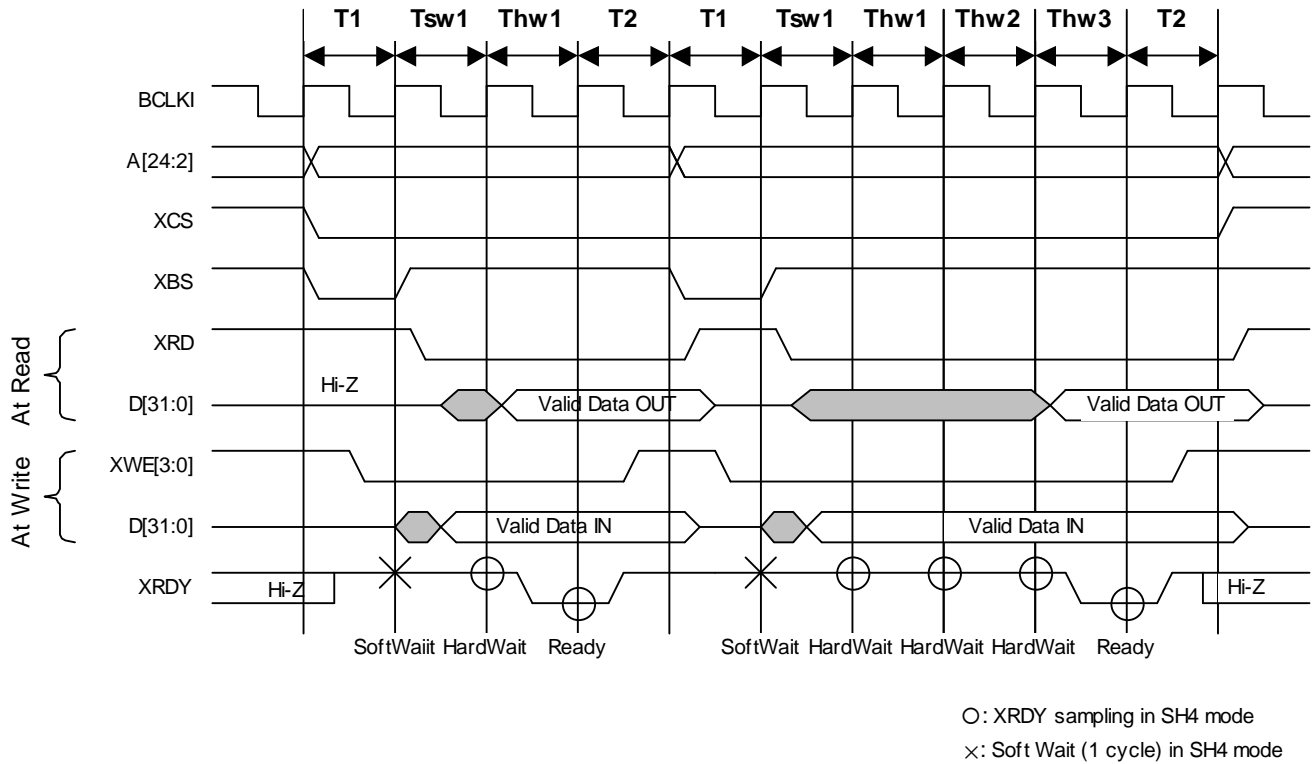 T1 Tsw1 Thw1 T2 T1 Tsw1 Thw1 Thw2 Thw3 T2
BCLKI
A[24:2]
XCS
XBS
At Read
XRD
Hi-Z
D[31:0] Valid Data OUT Valid Data OUT
At Write
XWE[3:0]
D[31:0] Valid Data IN Valid Data IN
XRDY Hi-Z Hi-Z
SoftWaiit HardWait Ready SoftWait HardWait HardWait HardWait Ready
O: XRDY sampling in SH4 mode
×: Soft Wait (1 cycle) in SH4 mode